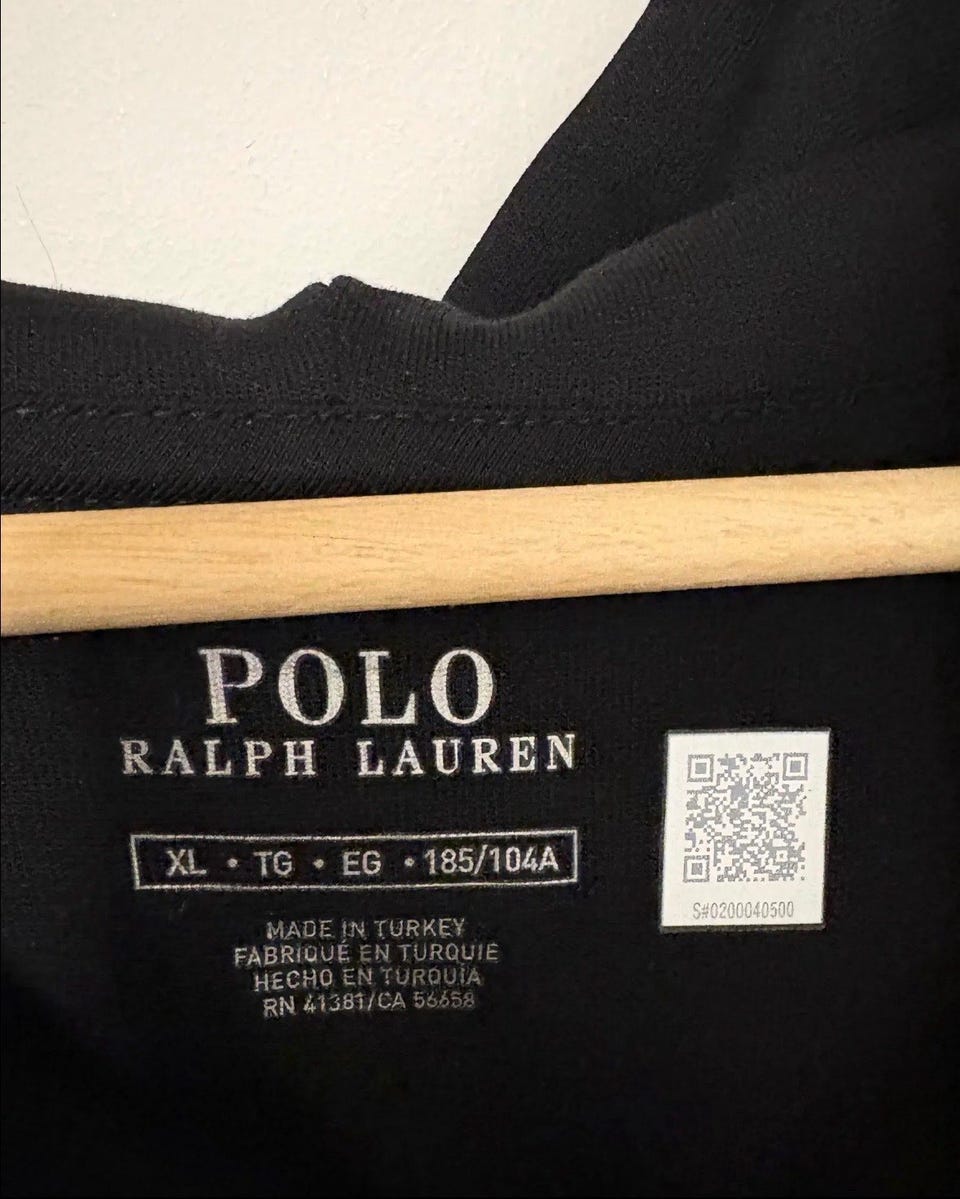 POLO
RALPH LAUREN
XL • TG • EG • 185/104A
MADE IN TURKEY
FABRIQUÉ EN TURQUIE
HECHO EN TURQUÍA
RN 41381/CA 56658
S#0200040500